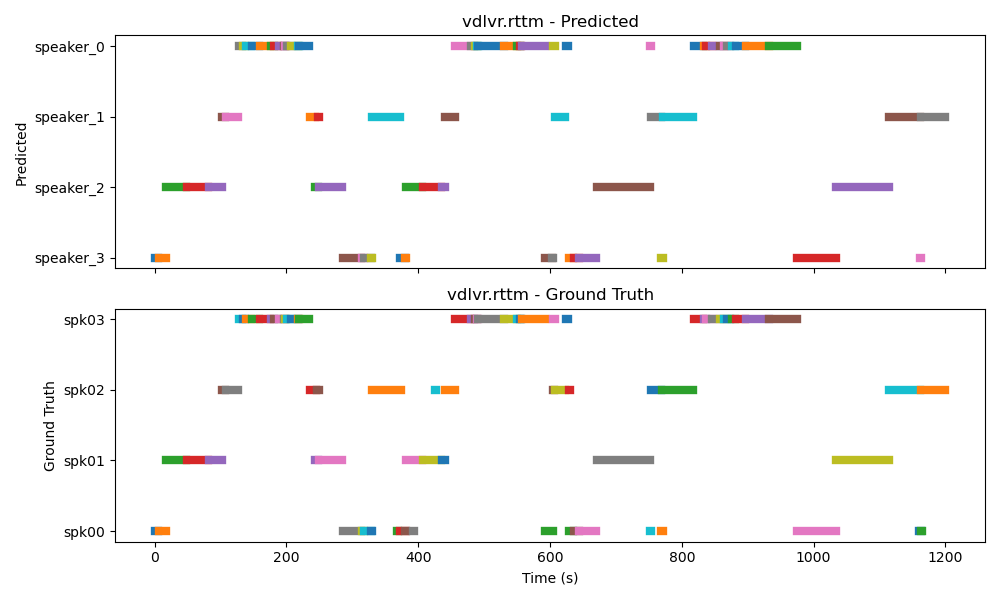 vdlvr.rttm - Predicted
speaker_0
speaker_1
speaker_2
speaker_3
Predicted
vdlvr.rttm - Ground Truth
spk03
spk02
spk01
spk00
Ground Truth
0 200 400 600 800 1000 1200
Time (s)